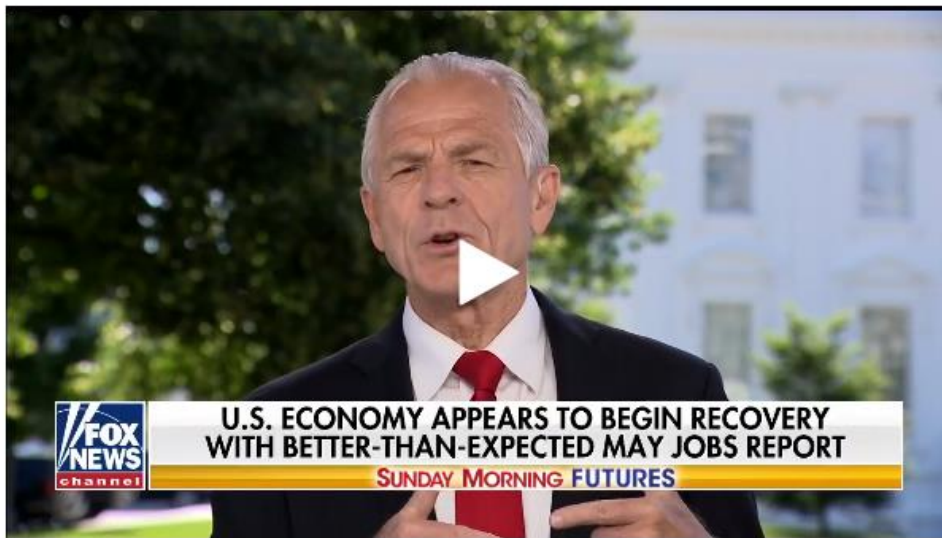 U.S. ECONOMY APPEARS TO BEGIN RECOVERY
WITH BETTER-THAN-EXPECTED MAY JOBS REPORT
FOX
NEWS
channel
SUNDAY MORNING FUTURES